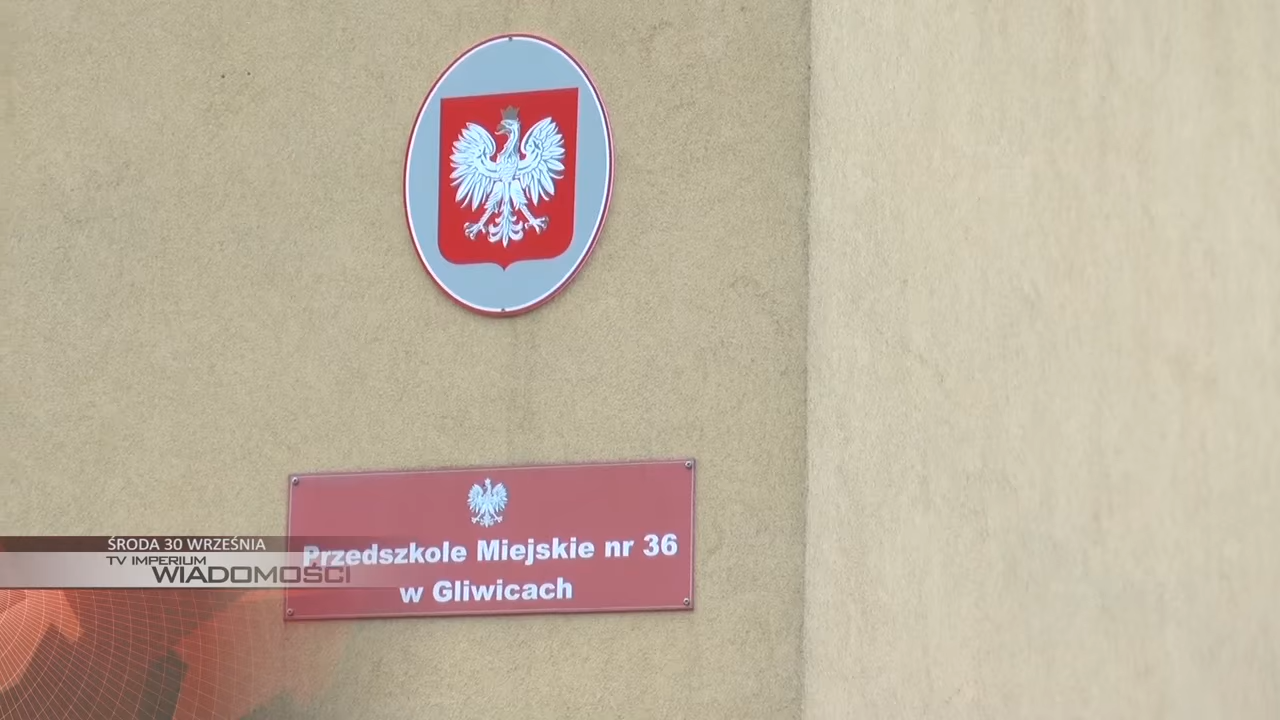 Przedszkole Miejskie nr 36
w Gliwicach
ŚRODA 30 WRZEŚNIA
TV IMPERIUM
WIADOMOŚCI